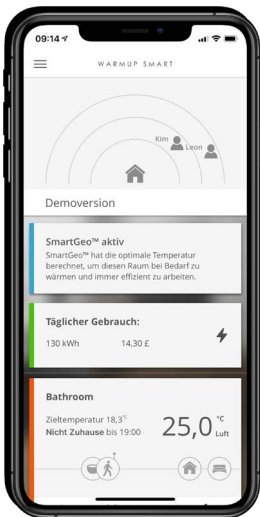 09:14
WARMUP SMART
Kim
Leon
Demoversion
SmartGeo™ aktiv
SmartGeo™ hat die optimale Temperatur
berechnet, um diesen Raum bei Bedarf zu
wärmen und immer effizient zu arbeiten.
Täglicher Gebrauch:
130 kWh 14,30 £
Bathroom
Zieltemperatur 18,3°C
Nicht Zuhause bis 19:00
25,0 °C
Luft